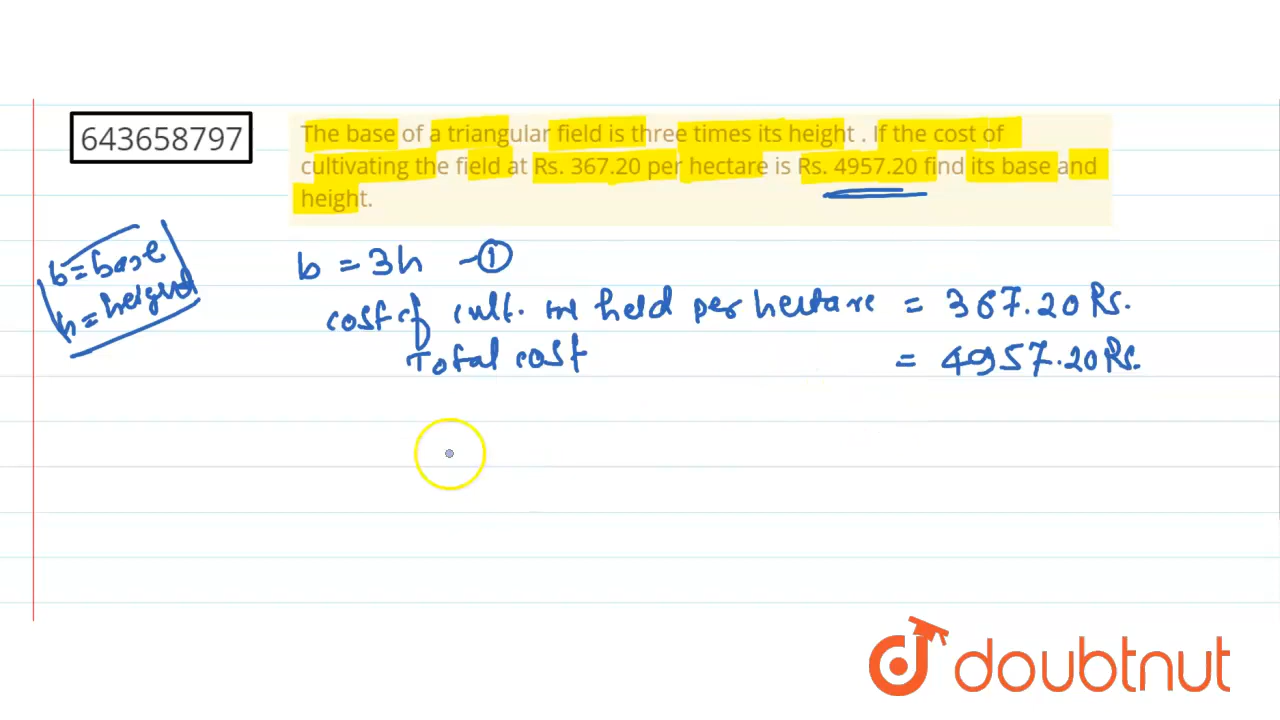 643658797
The base of a triangular field is three times its height . If the cost of
cultivating the field at Rs. 367.20 per hectare is Rs. 4957.20 find its base and
height.
b = base
h = height
b = 3h - ①
cost of cult. held per hectare = 367.20 Rs.
Total cost = 4957.20 Rs.
doubtnut